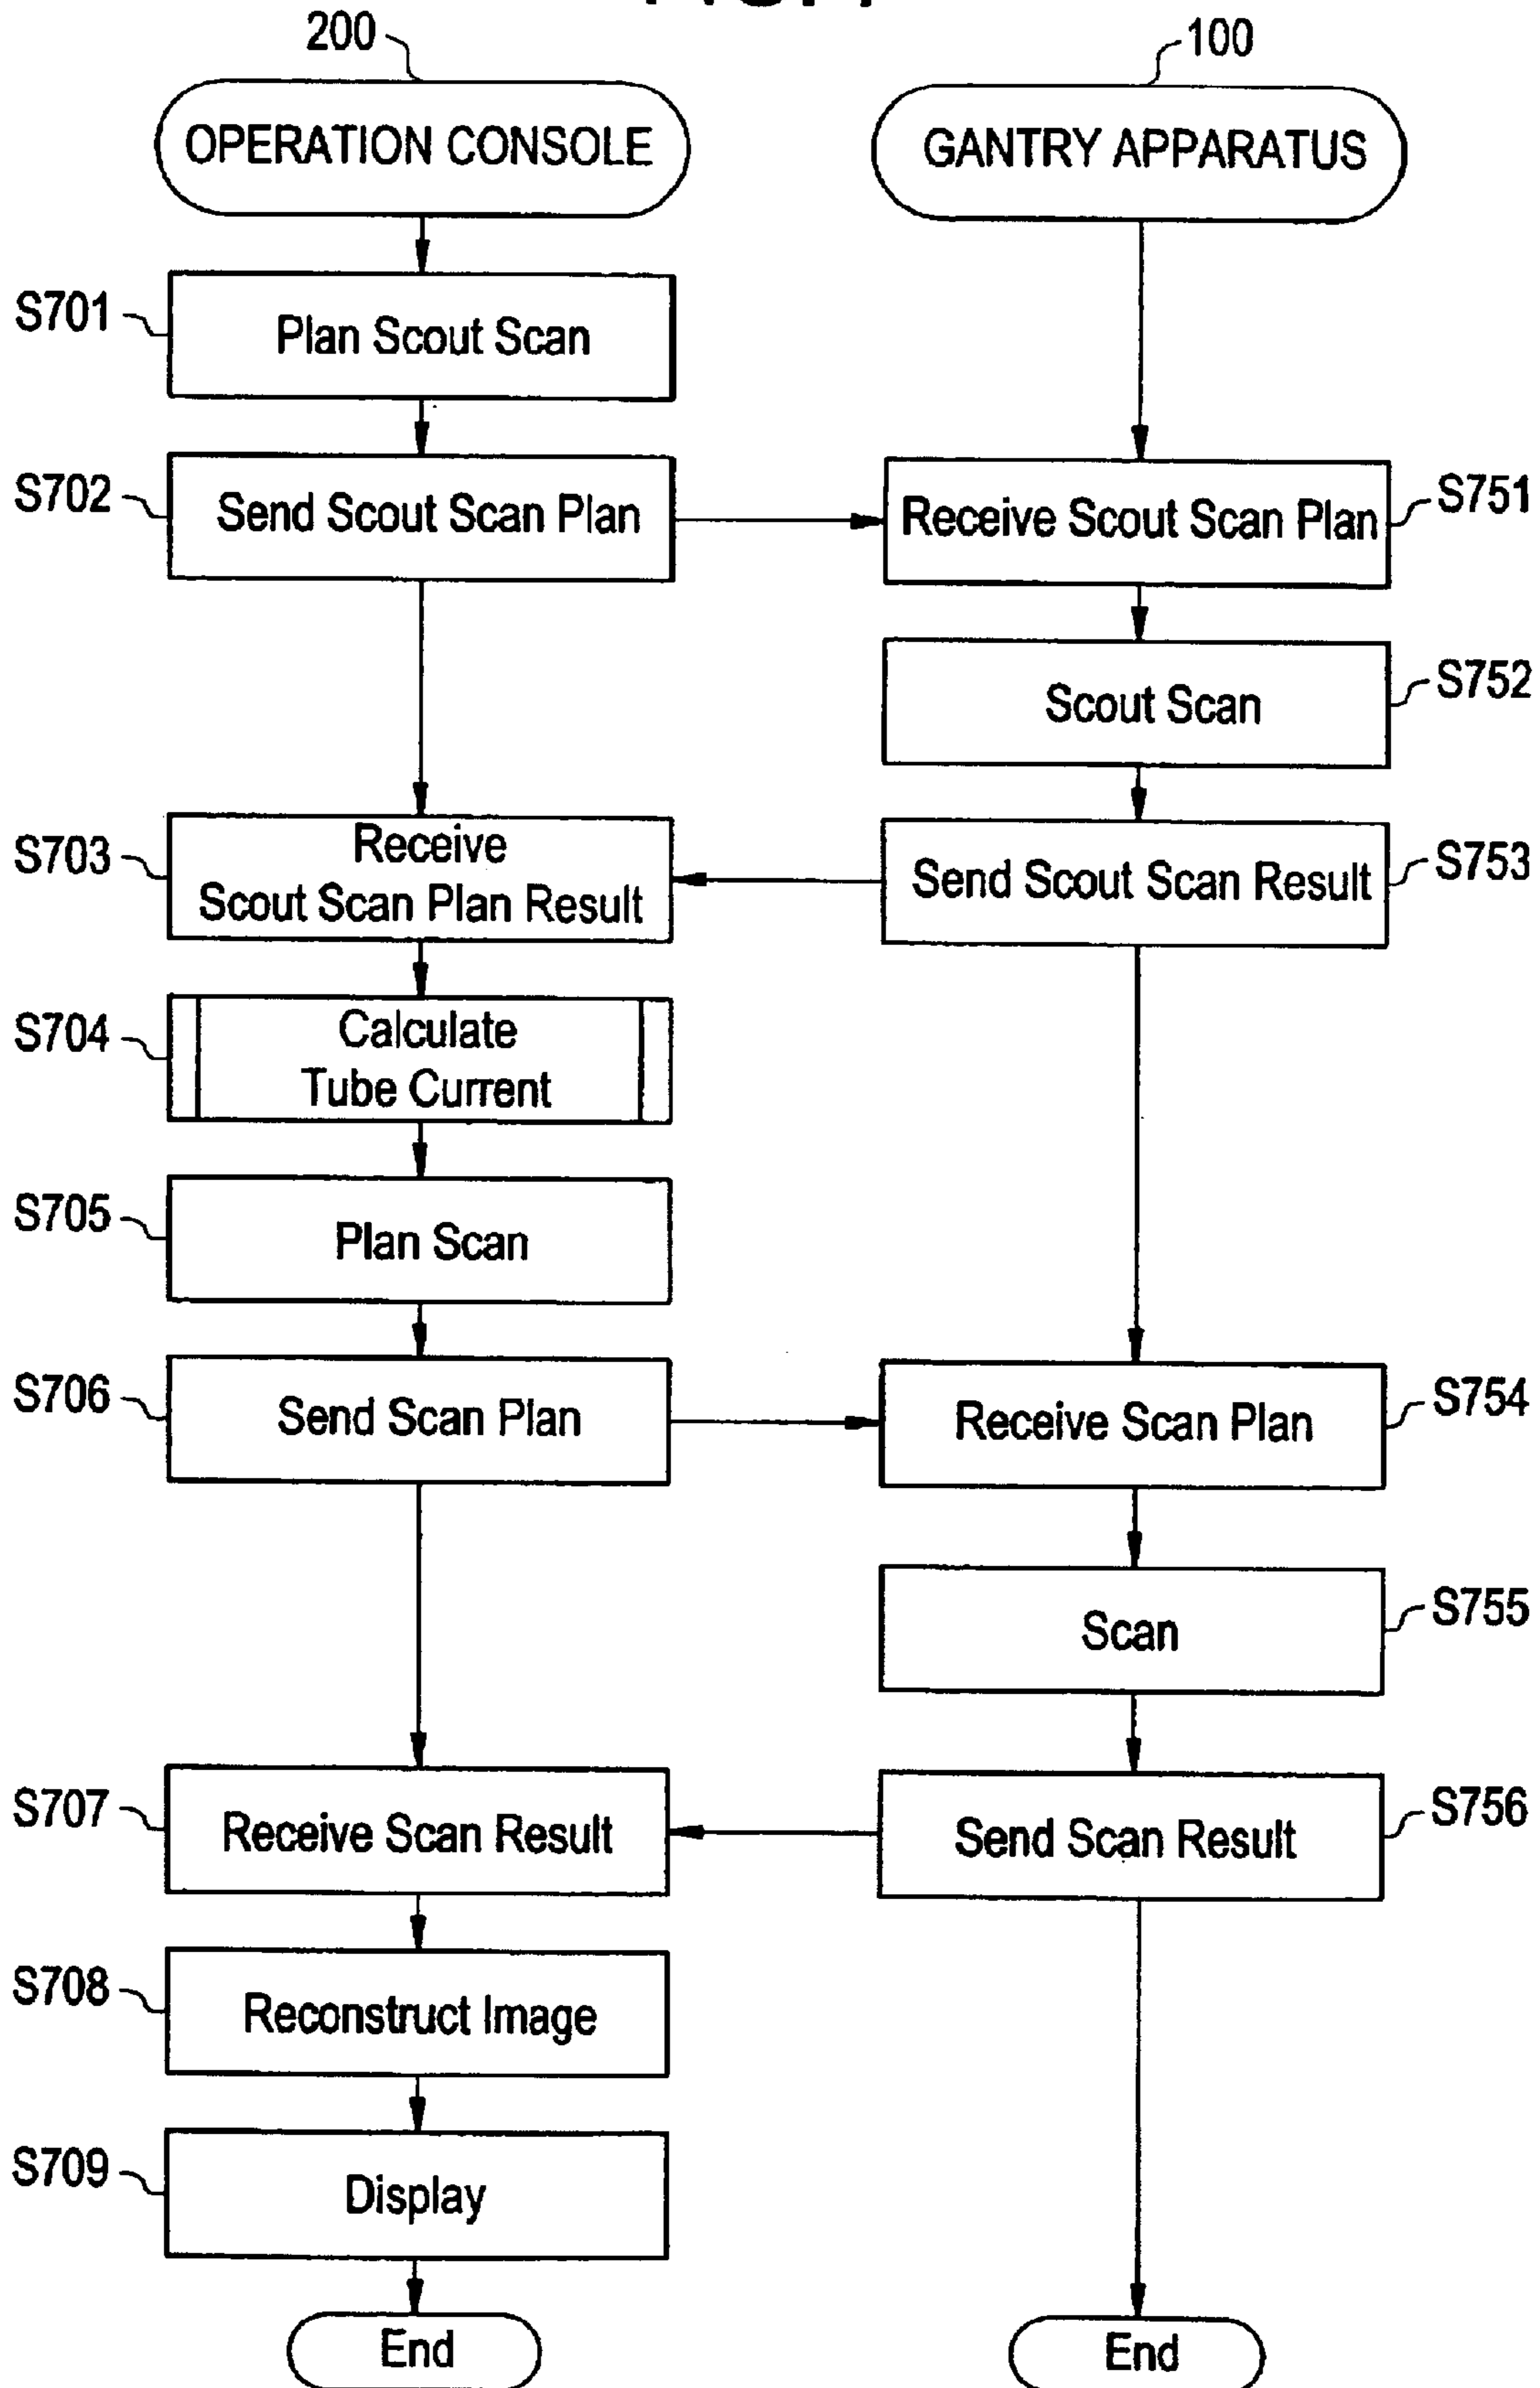 200
100
OPERATION CONSOLE
GANTRY APPARATUS
S701
Plan Scout Scan
S702
Send Scout Scan Plan
Receive Scout Scan Plan
S751
Scout Scan
S752
S703
Receive
Scout Scan Plan Result
Send Scout Scan Result
S753
S704
Calculate
Tube Current
S705
Plan Scan
S706
Send Scan Plan
Receive Scan Plan
S754
Scan
S755
S707
Receive Scan Result
Send Scan Result
S756
S708
Reconstruct Image
S709
Display
End
End